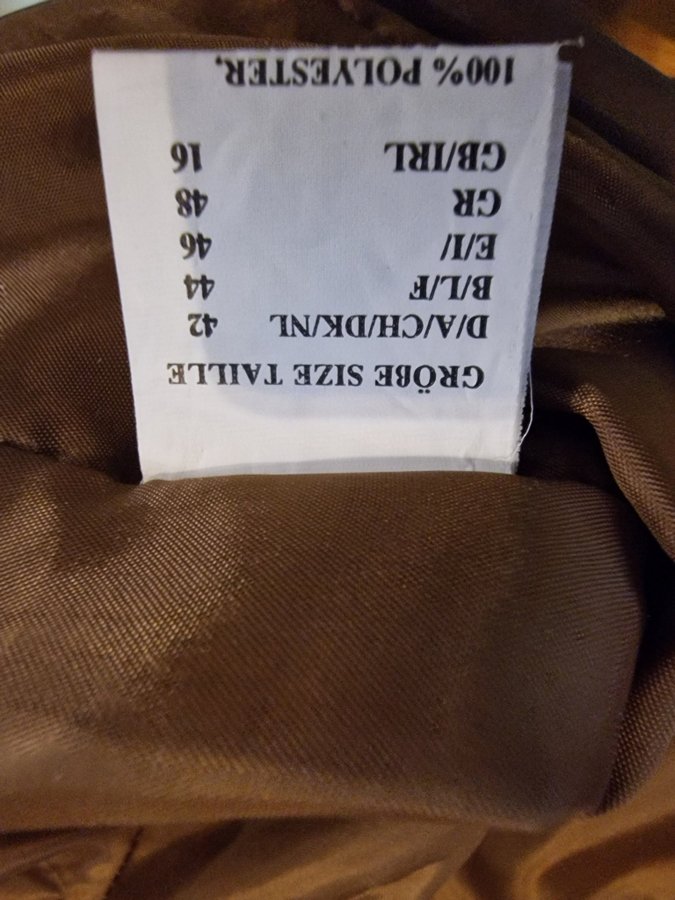 GRÖßE SIZE TAILLE
D/A/CH/DK/NL 42
B/L/F 44
E/I/ 46
GR 48
GB/IRL 16
100% POLYESTER,